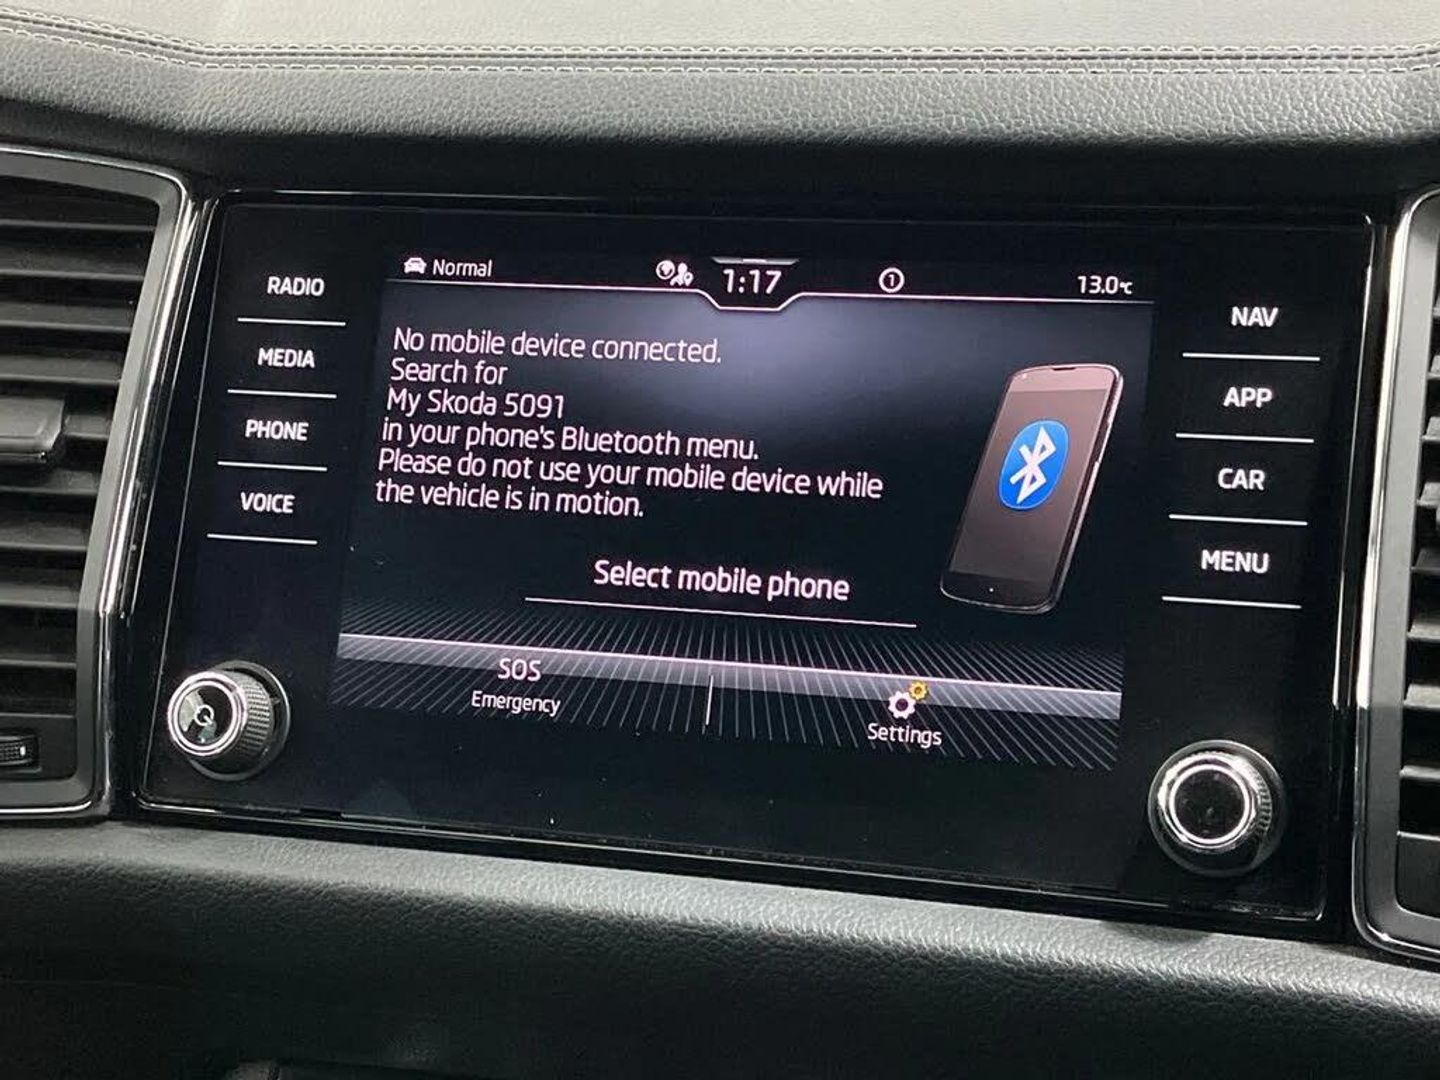 RADIO
MEDIA
PHONE
VOICE
Normal
1:17
1
13.0°C
No mobile device connected.
Search for
My Skoda 5091
in your phone's Bluetooth menu.
Please do not use your mobile device while
the vehicle is in motion.
Select mobile phone
SOS
Emergency
Settings
NAV
APP
CAR
MENU